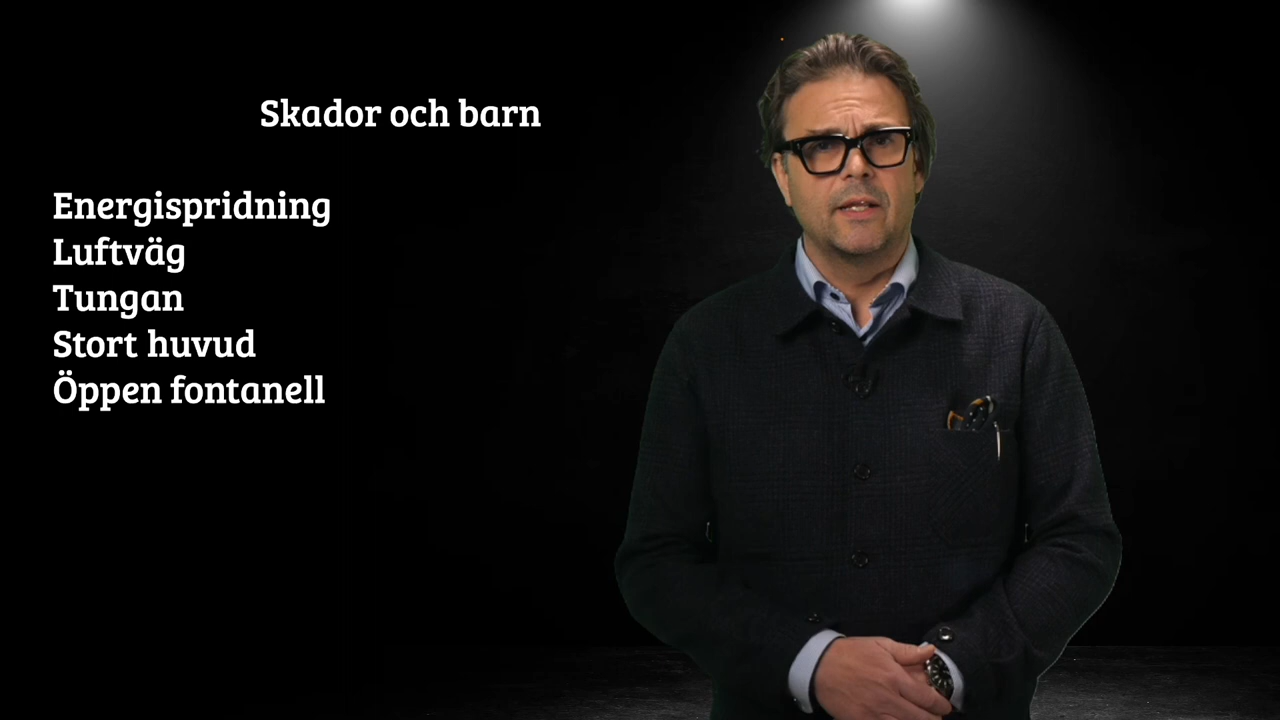 Skador och barn
Energispridning
Luftväg
Tungan
Stort huvud
Öppen fontanell